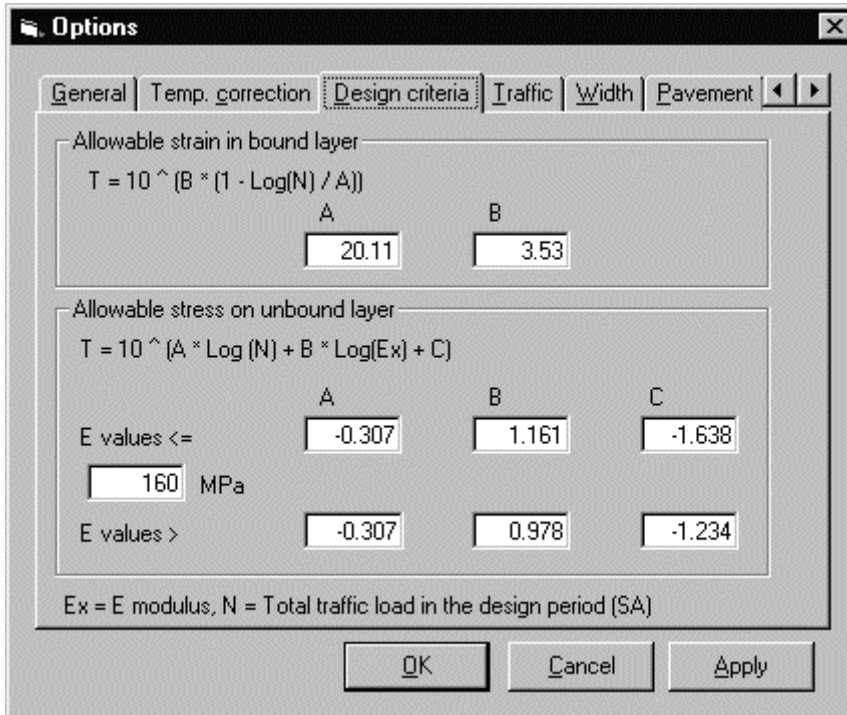 Options
General Temp. correction Design criteria Traffic Width Pavement
Allowable strain in bound layer
T = 10 ^ (B * (1 - Log(N) / A))
A B
20.11 3.53
Allowable stress on unbound layer
T = 10 ^ (A * Log (N) + B * Log(Ex) + C)
A B C
E values <= -0.307 1.161 -1.638
160 MPa
E values > -0.307 0.978 -1.234
Ex = E modulus, N = Total traffic load in the design period (SA)
OK Cancel Apply